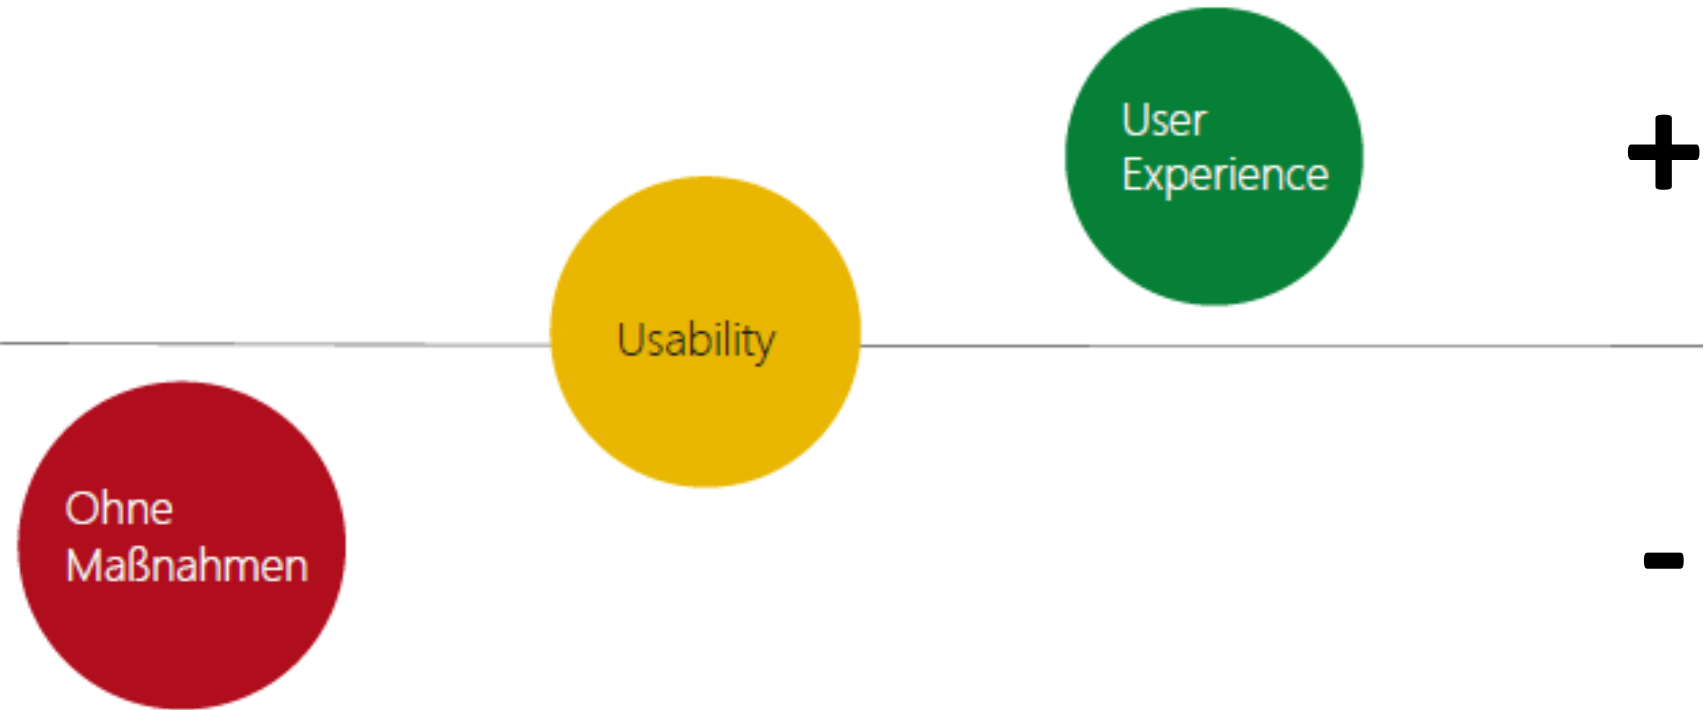 User
Experience
+
Usability
Ohne
Maßnahmen
-